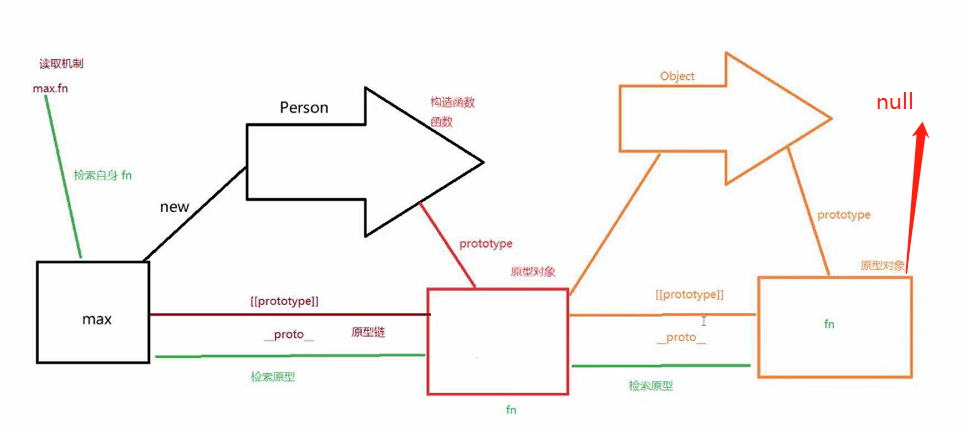 读取机制
max.fn
检索自身 fn
Person
构造函数
函数
new
prototype
原型对象
max
[[prototype]]
__proto__
原型链
检索原型
fn
Object
null
prototype
原型对象
[[prototype]]
__proto__
检索原型
fn